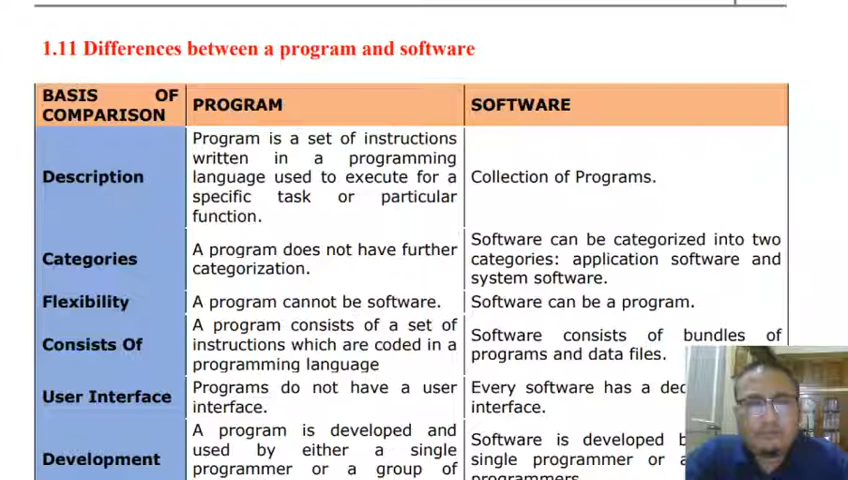 1.11 Differences between a program and software
BASIS OF
COMPARISON
PROGRAM
SOFTWARE
Description
Program is a set of instructions
written in a programming
language used to execute for a
specific task or particular
function.
Collection of Programs.
Categories
A program does not have further
categorization.
Software can be categorized into two
categories: application software and
system software.
Flexibility
A program cannot be software.
Software can be a program.
Consists Of
A program consists of a set of
instructions which are coded in a
programming language
Software consists of bundles of
programs and data files.
User Interface
Programs do not have a user
interface.
Every software has a
interface.
Development
A program is developed and
used by either a single
programmer or a group of
Software is developed
single programmer or
programmers